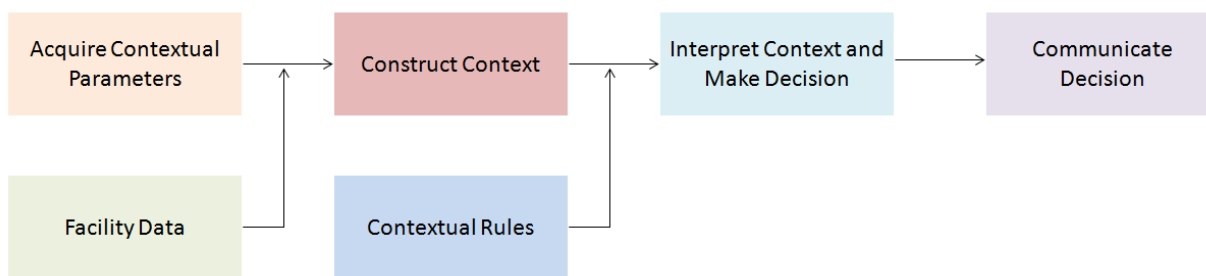 Acquire Contextual
Parameters
Construct Context
Interpret Context and
Make Decision
Communicate
Decision
Facility Data
Contextual Rules